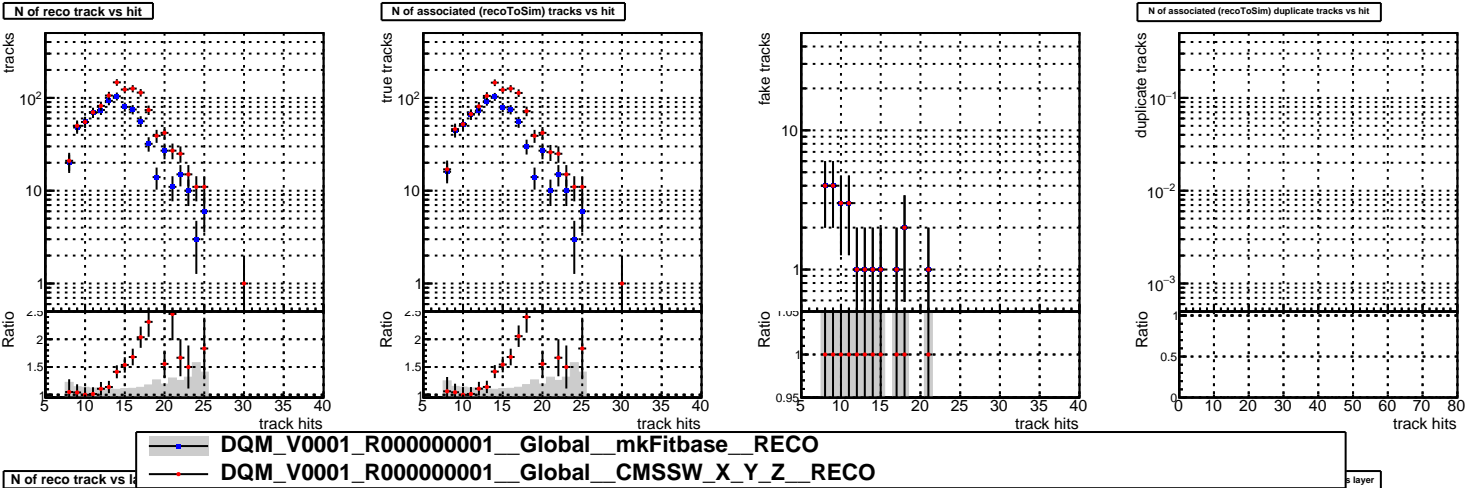 N of reco track vs hit
N of associated (recoToSim) tracks vs hit
N of associated (recoToSim) duplicate tracks vs hit
tracks
10²
10
1
Ratio
2.5
2
1.5
1
5 10 15 20 25 30 35 40
track hits
true tracks
10²
10
1
Ratio
2.5
2
1.5
1
5 10 15 20 25 30 35 40
track hits
fake tracks
10
1
Ratio
1.05
1
0.95
5 10 15 20 25 30 35 40
track hits
duplicate tracks
10⁻¹
10⁻²
10⁻³
Ratio
1
0.5
0
0 10 20 30 40 50 60 70 80
track hits
DQM_V0001_R000000001__Global__mkFitbase__RECO
DQM_V0001_R000000001__Global__CMSSW_X_Y_Z__RECO
N of reco track vs la
s layer